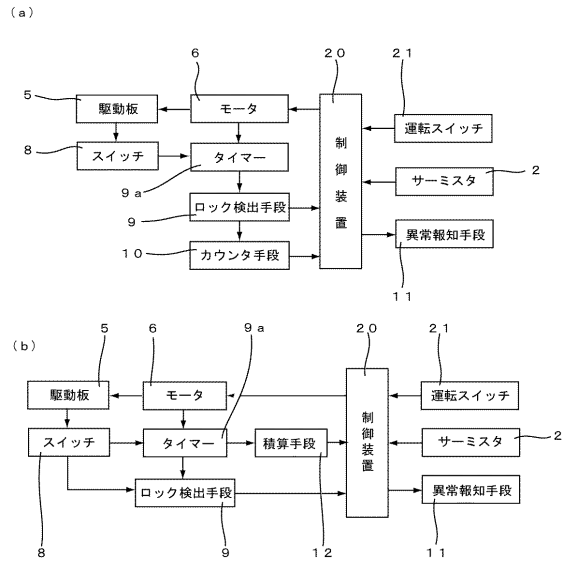 (a)
6
20
21
5
駆動板
モータ
運転スイッチ
8
スイッチ
タイマー
制御装置
9a
サーミスタ
2
ロック検出手段
9
10
カウンタ手段
異常報知手段
11
(b)
5
6
9a
20
21
駆動板
モータ
運転スイッチ
スイッチ
タイマー
積算手段
制御装置
サーミスタ
2
ロック検出手段
異常報知手段
8
9
12
11